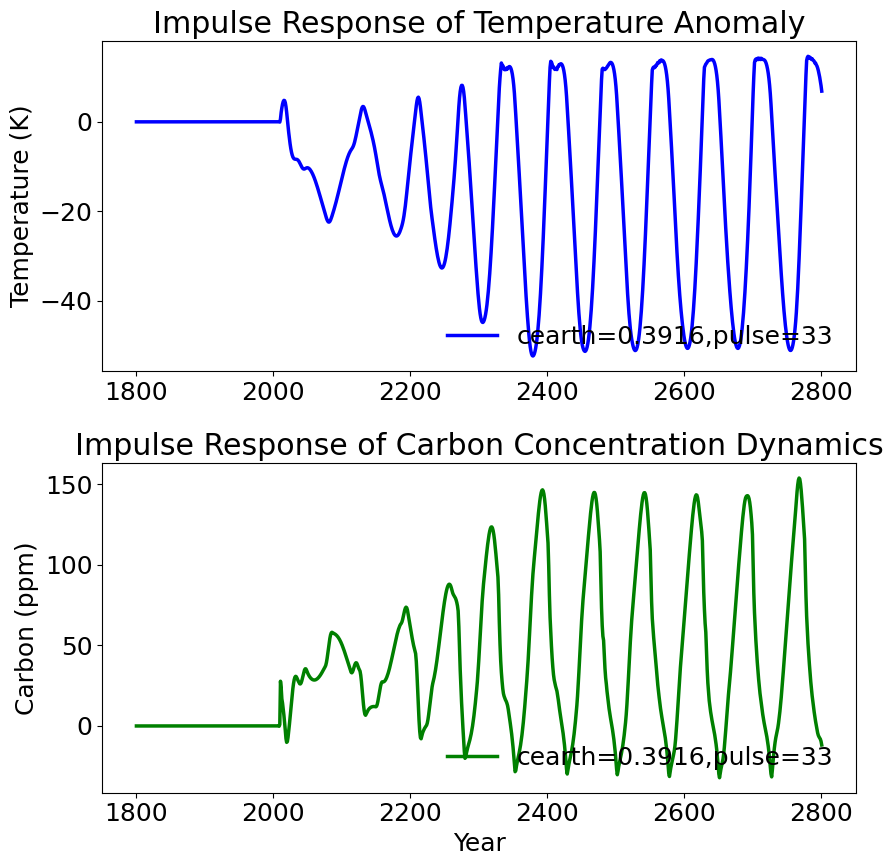 Impulse Response of Temperature Anomaly
Temperature (K)
0
−20
−40
cearth=0.3916,pulse=33
1800 2000 2200 2400 2600 2800
Impulse Response of Carbon Concentration Dynamics
Carbon (ppm)
150
100
50
0
cearth=0.3916,pulse=33
1800 2000 2200 2400 2600 2800
Year